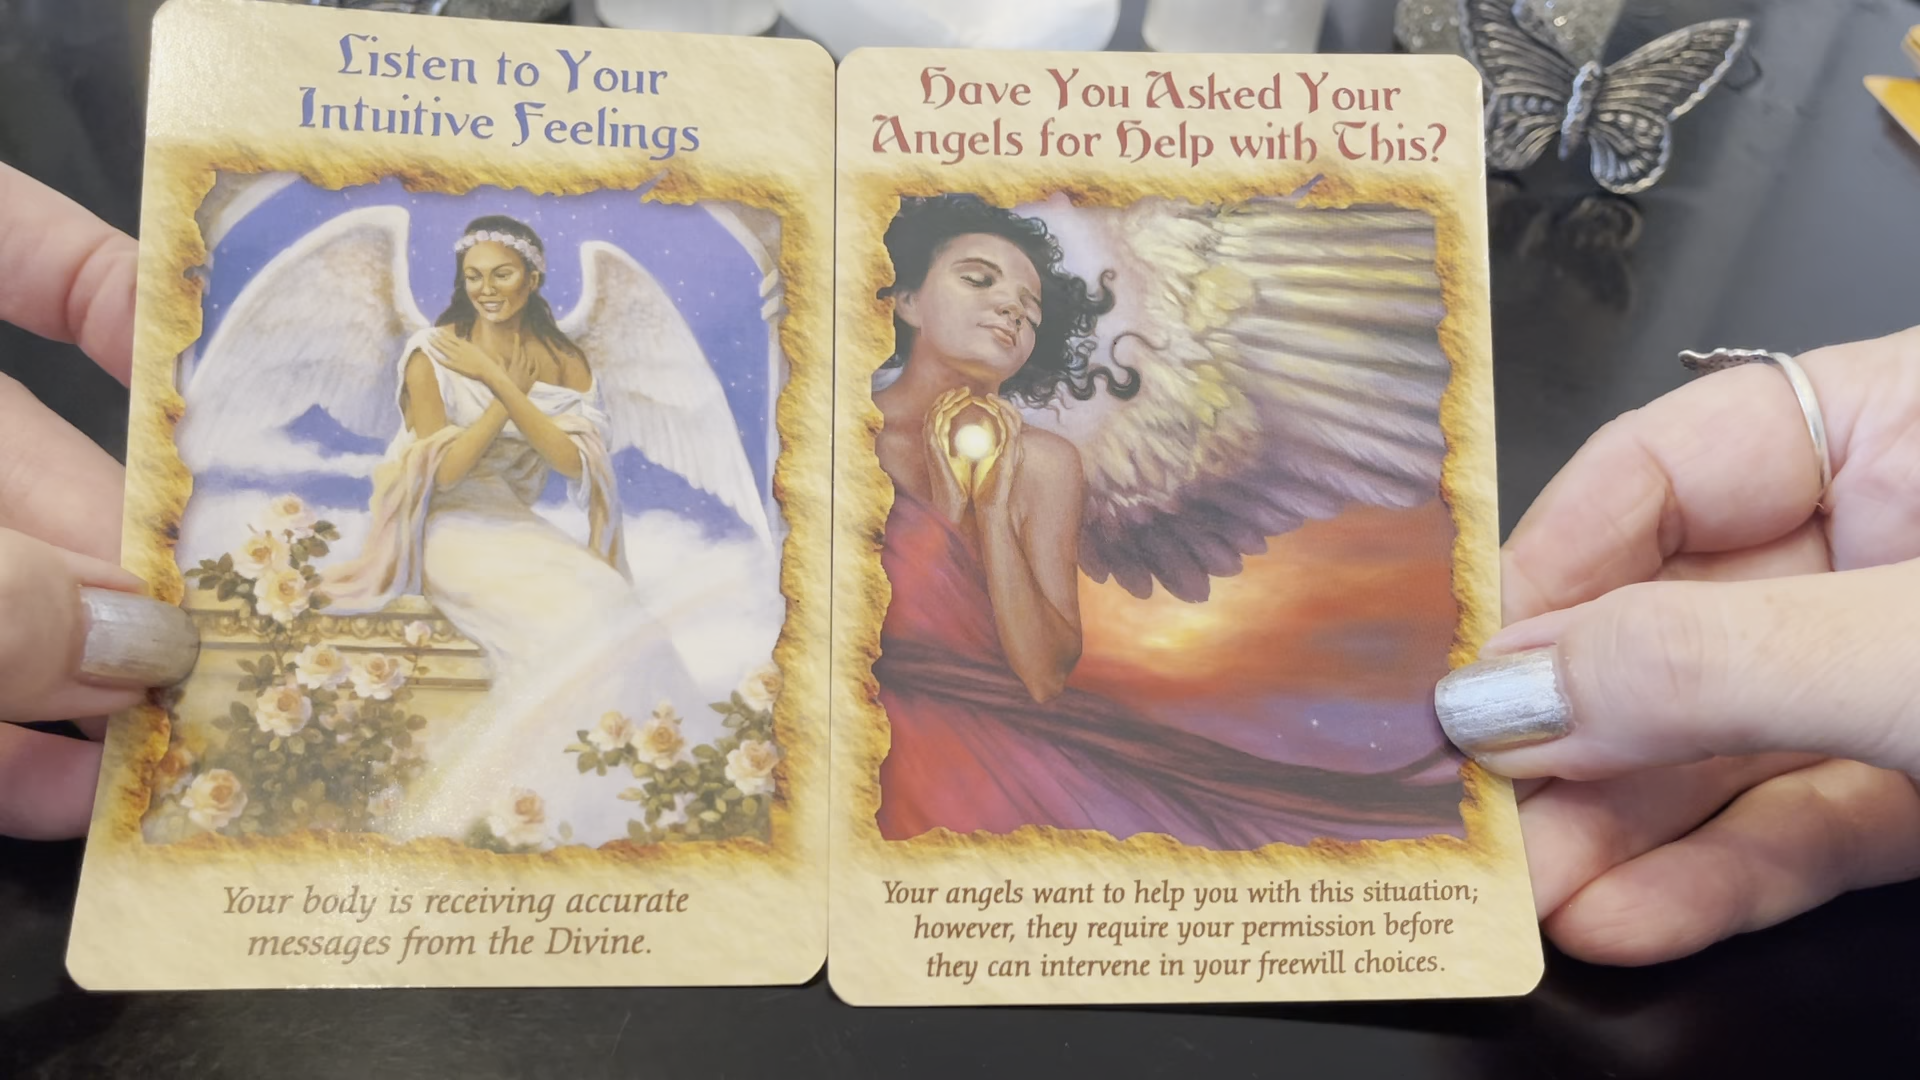 Listen to Your
Intuitive Feelings
Your body is receiving accurate
messages from the Divine.
Have You Asked Your
Angels for Help with This?
Your angels want to help you with this situation;
however, they require your permission before
they can intervene in your freewill choices.